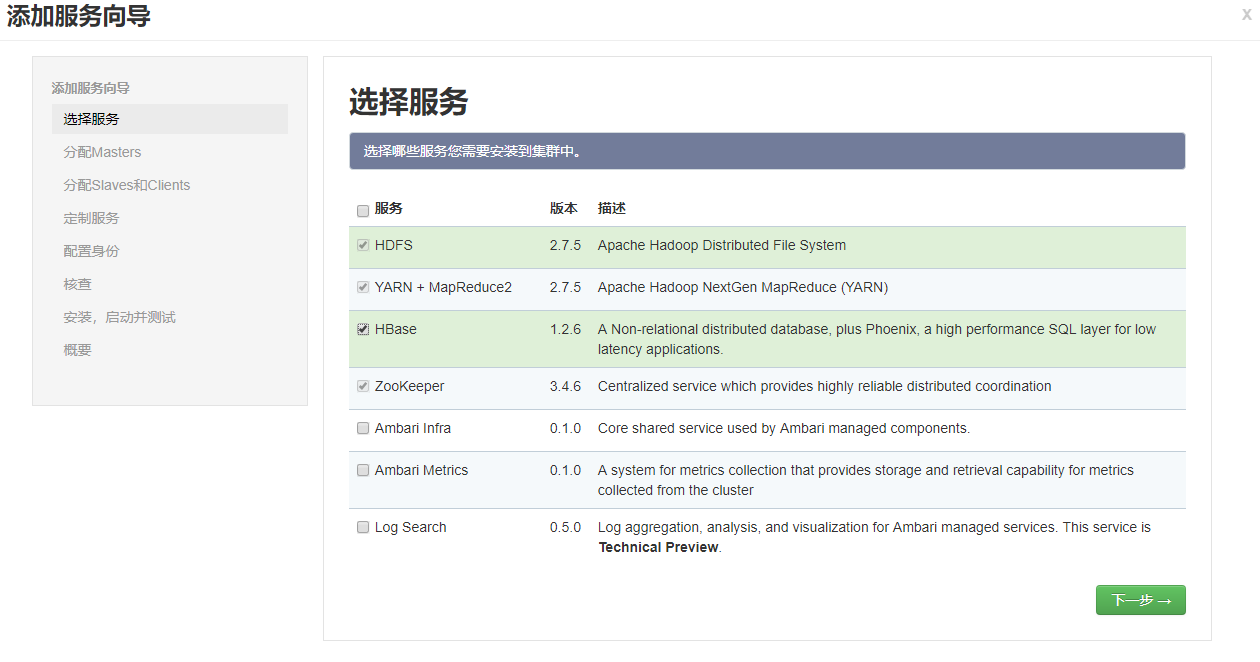 添加服务向导
x
添加服务向导
选择服务
分配Masters
分配Slaves和Clients
定制服务
配置身份
核查
安装，启动并测试
概要
选择服务
选择哪些服务您需要安装到集群中。
服务 版本 描述
HDFS 2.7.5 Apache Hadoop Distributed File System
YARN + MapReduce2 2.7.5 Apache Hadoop NextGen MapReduce (YARN)
HBase 1.2.6 A Non-relational distributed database, plus Phoenix, a high performance SQL layer for low
latency applications.
ZooKeeper 3.4.6 Centralized service which provides highly reliable distributed coordination
Ambari Infra 0.1.0 Core shared service used by Ambari managed components.
Ambari Metrics 0.1.0 A system for metrics collection that provides storage and retrieval capability for metrics
collected from the cluster
Log Search 0.5.0 Log aggregation, analysis, and visualization for Ambari managed services. This service is
Technical Preview.
下一步 →